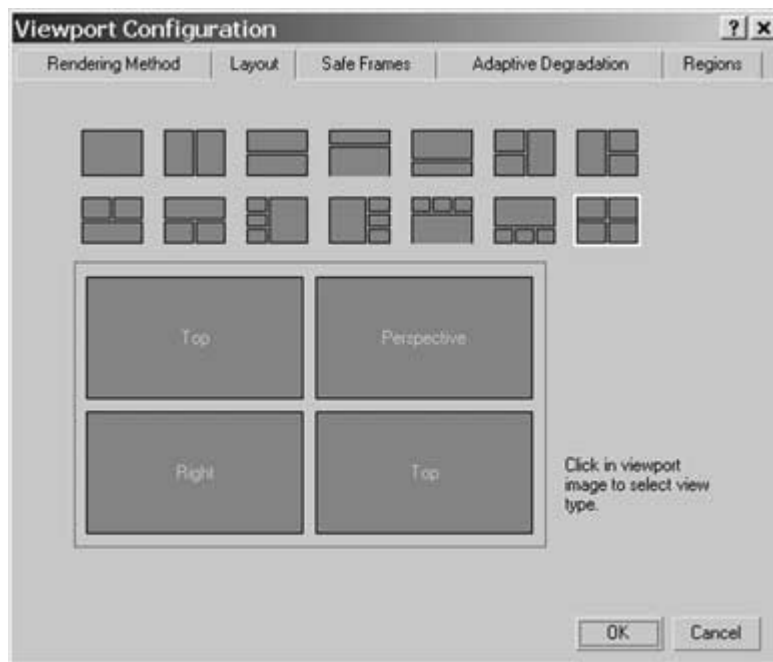 Viewport Configuration
Rendering Method
Layout
Safe Frames
Adaptive Degradation
Regions
Top
Perspective
Right
Top
Click in viewport
image to select view
type.
OK
Cancel